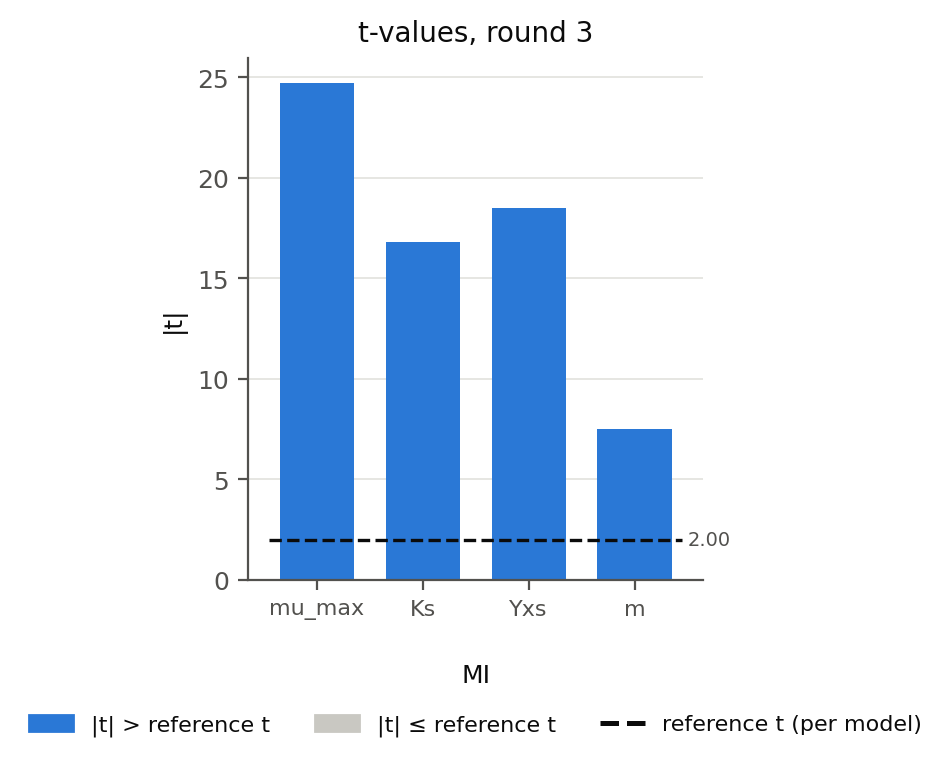 t-values, round 3
|t|
25
20
15
10
5
0
2.00
mu_max Ks Yxs m
MI
|t| > reference t |t| ≤ reference t reference t (per model)